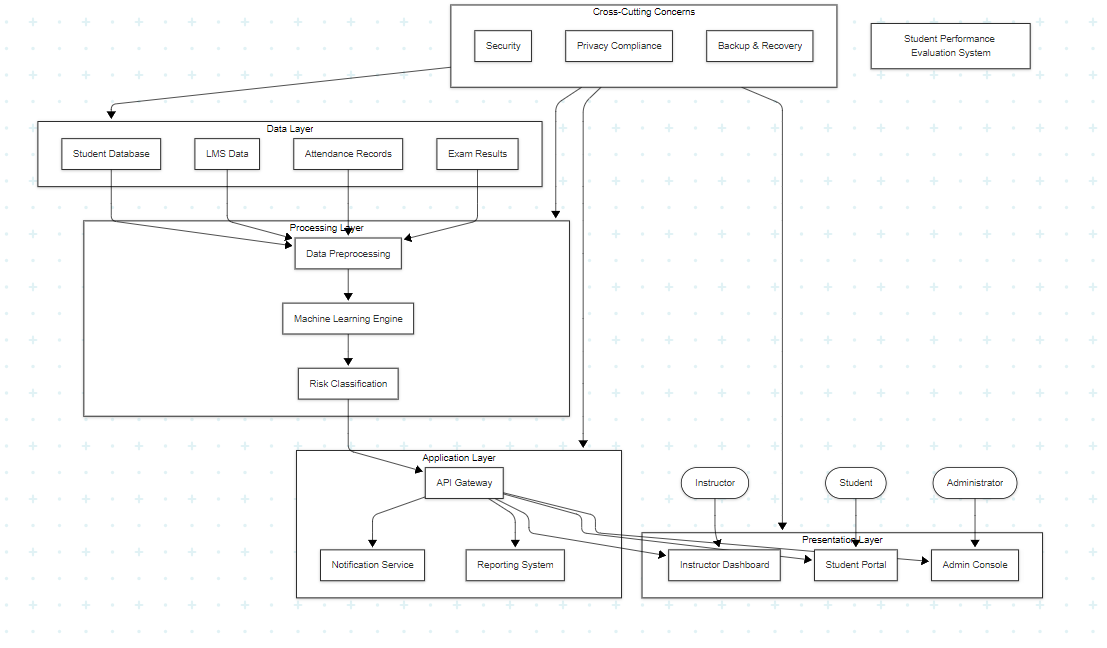 Cross-Cutting Concerns
Security
Privacy Compliance
Backup & Recovery
Student Performance
Evaluation System
Data Layer
Student Database
LMS Data
Attendance Records
Exam Results
Processing Layer
Data Preprocessing
Machine Learning Engine
Risk Classification
Application Layer
API Gateway
Instructor
Student
Administrator
Presentation Layer
Notification Service
Reporting System
Instructor Dashboard
Student Portal
Admin Console